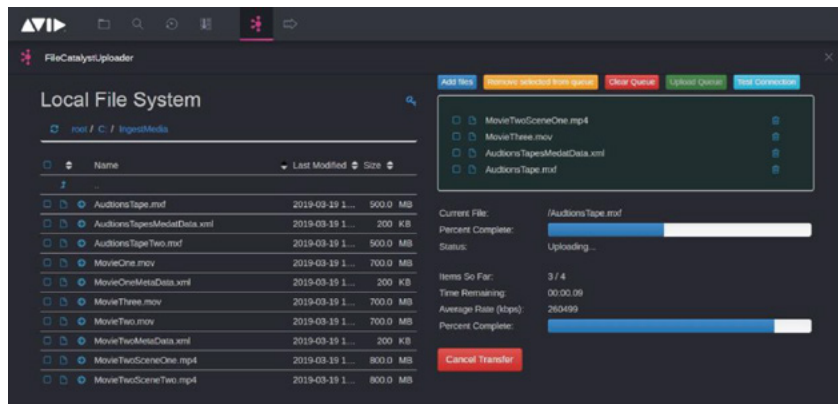 AVID
FileCatalystUploader
Local File System
root / C: / IngestMedia
Name Last Modified Size
..
AudtionsTape.mxf 2019-03-19 1... 500.0 MB
AudtionsTapesMedatData.xml 2019-03-19 1... 200 KB
AudtionsTapeTwo.mxf 2019-03-19 1... 500.0 MB
MovieOne.mov 2019-03-19 1... 700.0 MB
MovieOneMetaData.xml 2019-03-19 1... 200 KB
MovieThree.mov 2019-03-19 1... 700.0 MB
MovieTwo.mov 2019-03-19 1... 700.0 MB
MovieTwoMetaData.xml 2019-03-19 1... 200 KB
MovieTwoSceneOne.mp4 2019-03-19 1... 800.0 MB
MovieTwoSceneTwo.mp4 2019-03-19 1... 800.0 MB
Add files Remove selected from queue Clear Queue Upload Queue Test Connection
MovieTwoSceneOne.mp4
MovieThree.mov
AudtionsTapesMedatData.xml
AudtionsTape.mxf
Current File: /AudtionsTape.mxf
Percent Complete:
Status: Uploading...
Items So Far: 3 / 4
Time Remaining: 00:00.09
Average Rate (kbps): 260499
Percent Complete:
Cancel Transfer